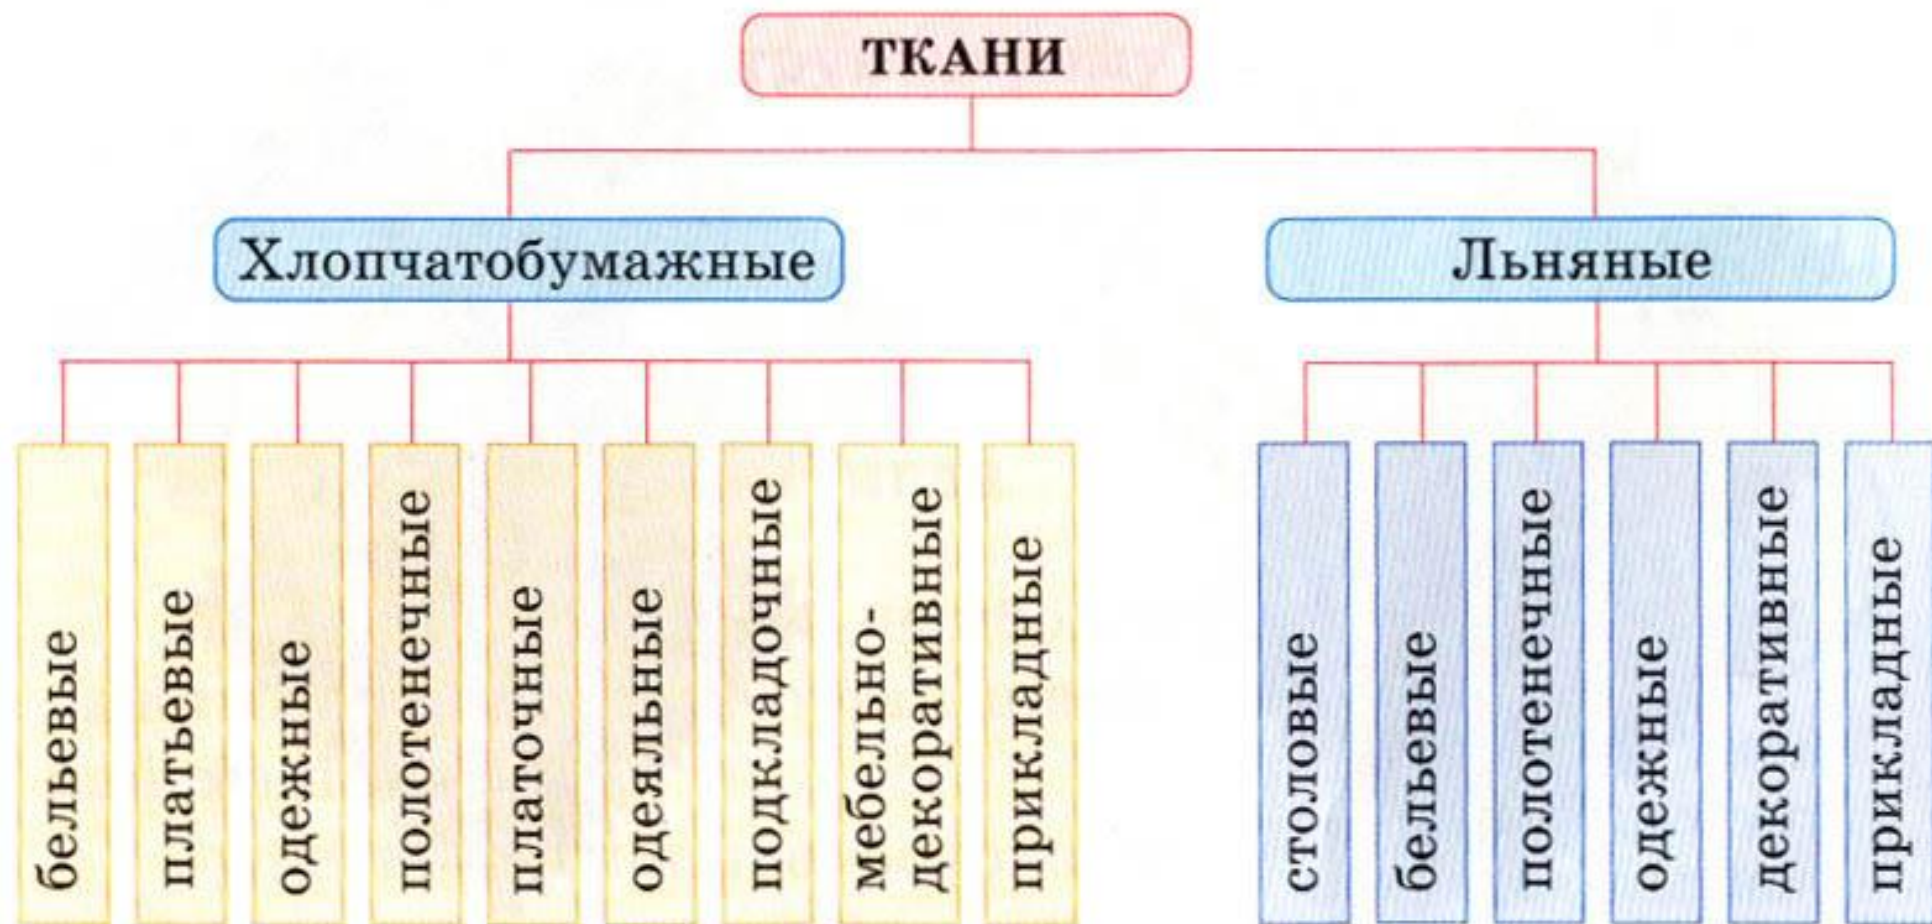 ТКАНИ
Хлопчатобумажные
Льняные
бельевые
платьевые
одежные
полотенечные
платочные
одеяльные
подкладочные
мебельно-
декоративные
прикладные
столовые
бельевые
полотенечные
одежные
декоративные
прикладные